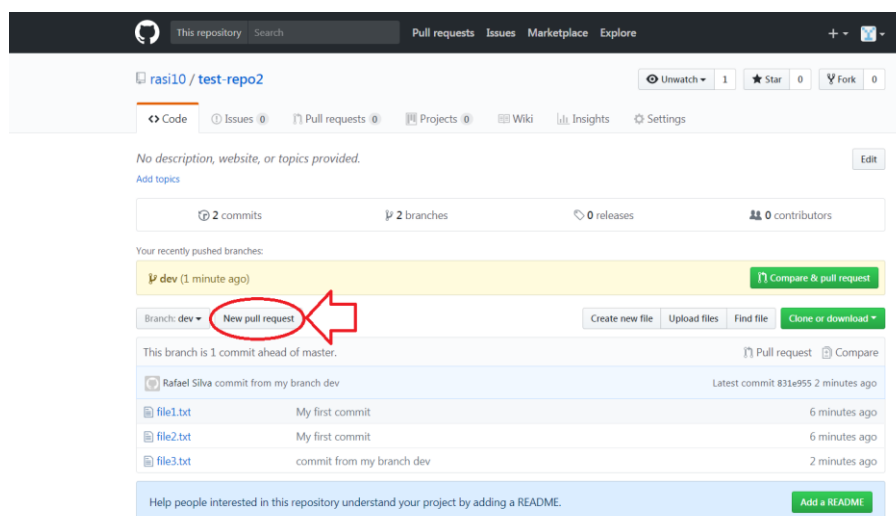 This repository Search Pull requests Issues Marketplace Explore
rasi10 / test-repo2 Unwatch 1 Star 0 Fork 0
Code Issues 0 Pull requests 0 Projects 0 Wiki Insights Settings
No description, website, or topics provided. Edit
Add topics
2 commits 2 branches 0 releases 0 contributors
Your recently pushed branches:
dev (1 minute ago) Compare & pull request
Branch: dev New pull request Create new file Upload files Find file Clone or download
This branch is 1 commit ahead of master. Pull request Compare
Rafael Silva commit from my branch dev Latest commit 831e955 2 minutes ago
file1.txt My first commit 6 minutes ago
file2.txt My first commit 6 minutes ago
file3.txt commit from my branch dev 2 minutes ago
Help people interested in this repository understand your project by adding a README. Add a README